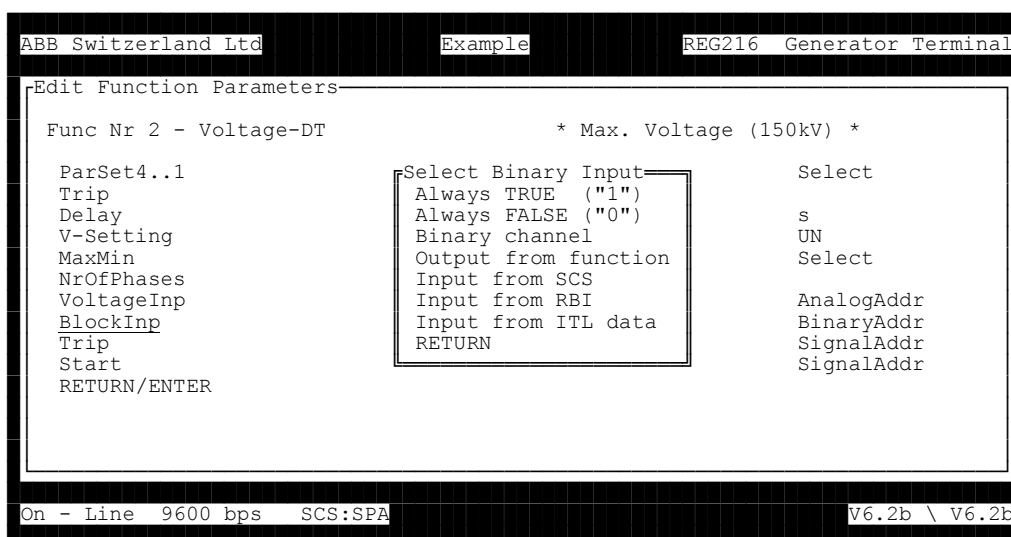 ABB Switzerland Ltd Example REG216 Generator Terminal
Edit Function Parameters
Func Nr 2 - Voltage-DT * Max. Voltage (150kV) *
ParSet4..1 Select Binary Input Select
Trip Always TRUE ("1")
Delay Always FALSE ("0") s
V-Setting Binary channel UN
MaxMin Output from function Select
NrOfPhases Input from SCS
VoltageInp Input from RBI AnalogAddr
BlockInp Input from ITL data BinaryAddr
Trip RETURN SignalAddr
Start SignalAddr
RETURN/ENTER
On - Line 9600 bps SCS:SPA V6.2b \ V6.2b